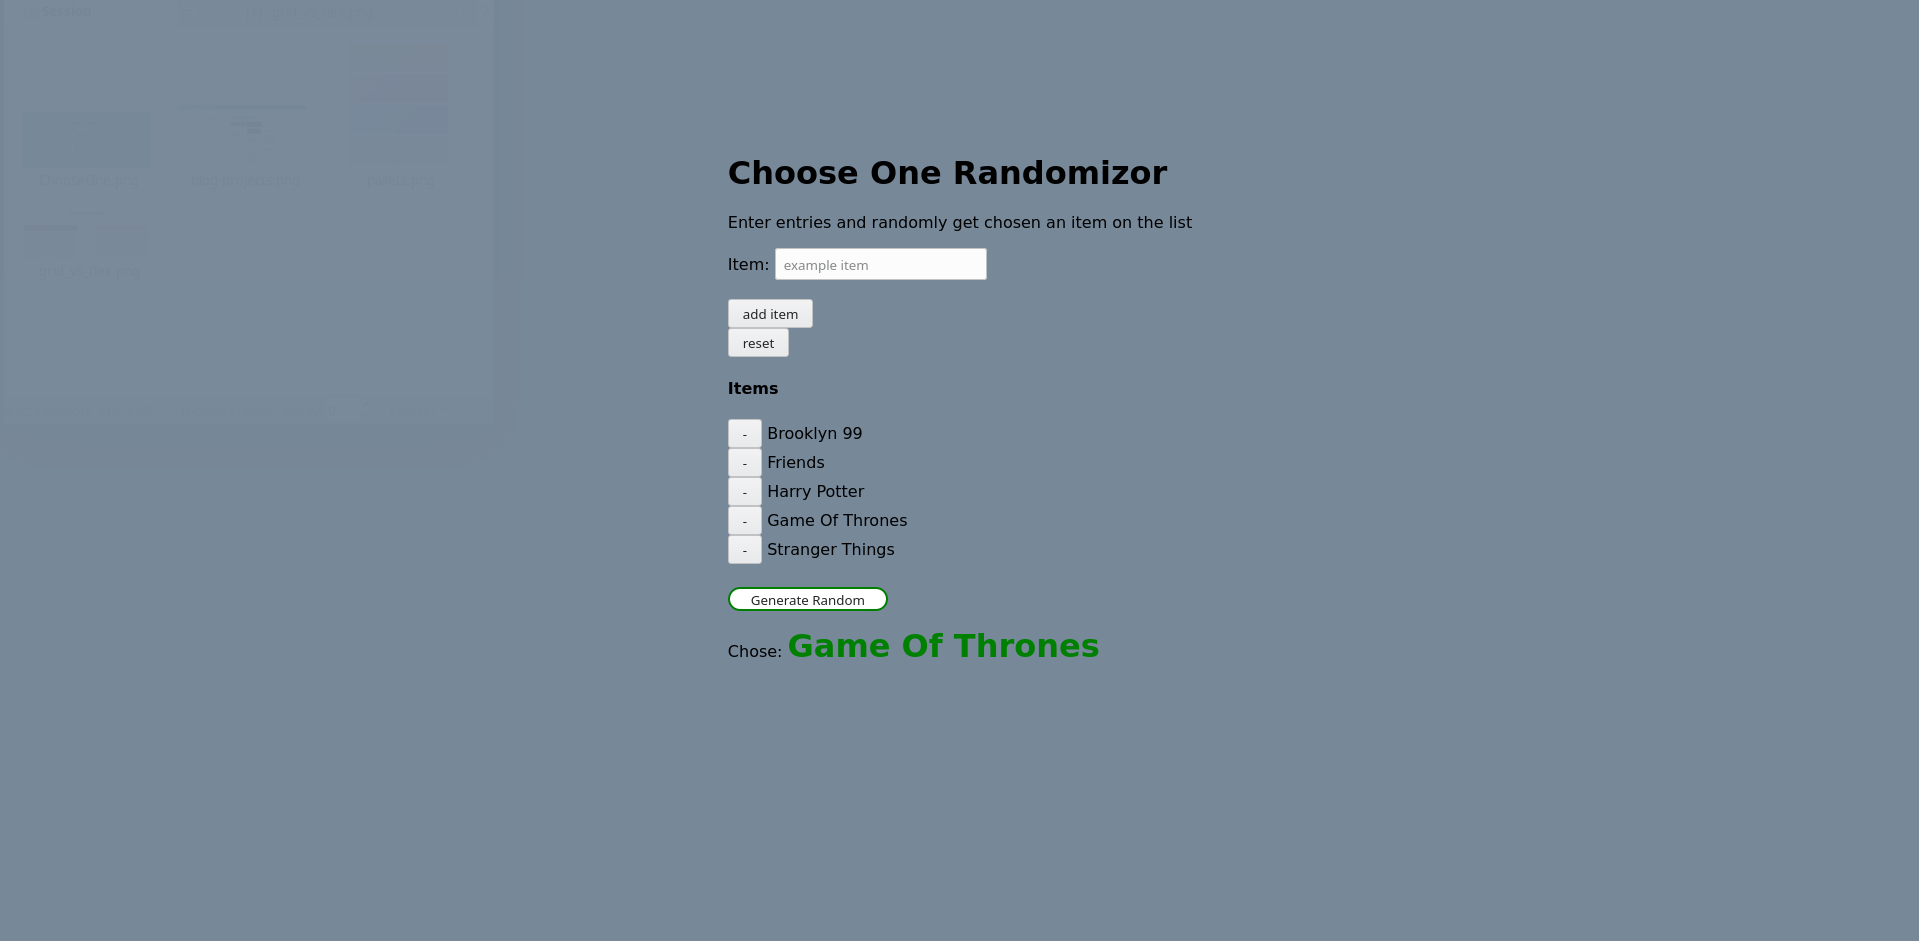 Session
Choose One Randomizor
Enter entries and randomly get chosen an item on the list
Item: example item
add item
reset
Items
- Brooklyn 99
- Friends
- Harry Potter
- Game Of Thrones
- Stranger Things
Generate Random
Chose: Game Of Thrones